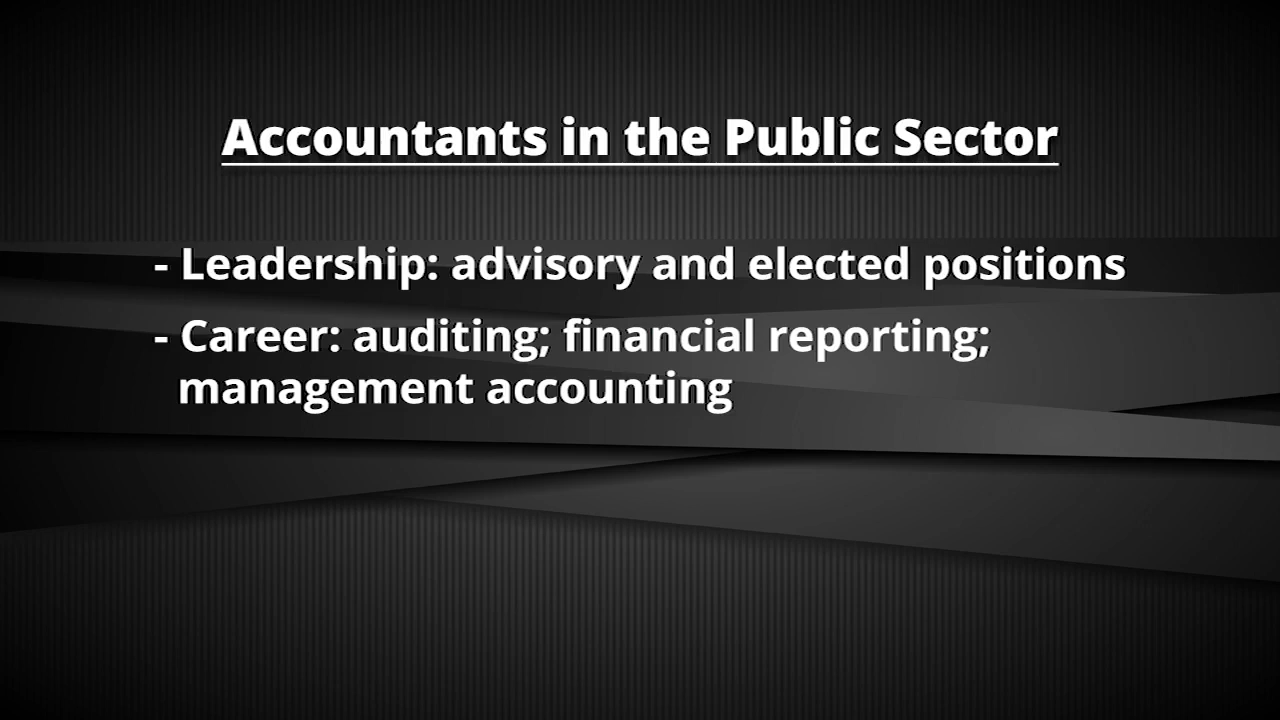 Accountants in the Public Sector
- Leadership: advisory and elected positions
- Career: auditing; financial reporting;
management accounting